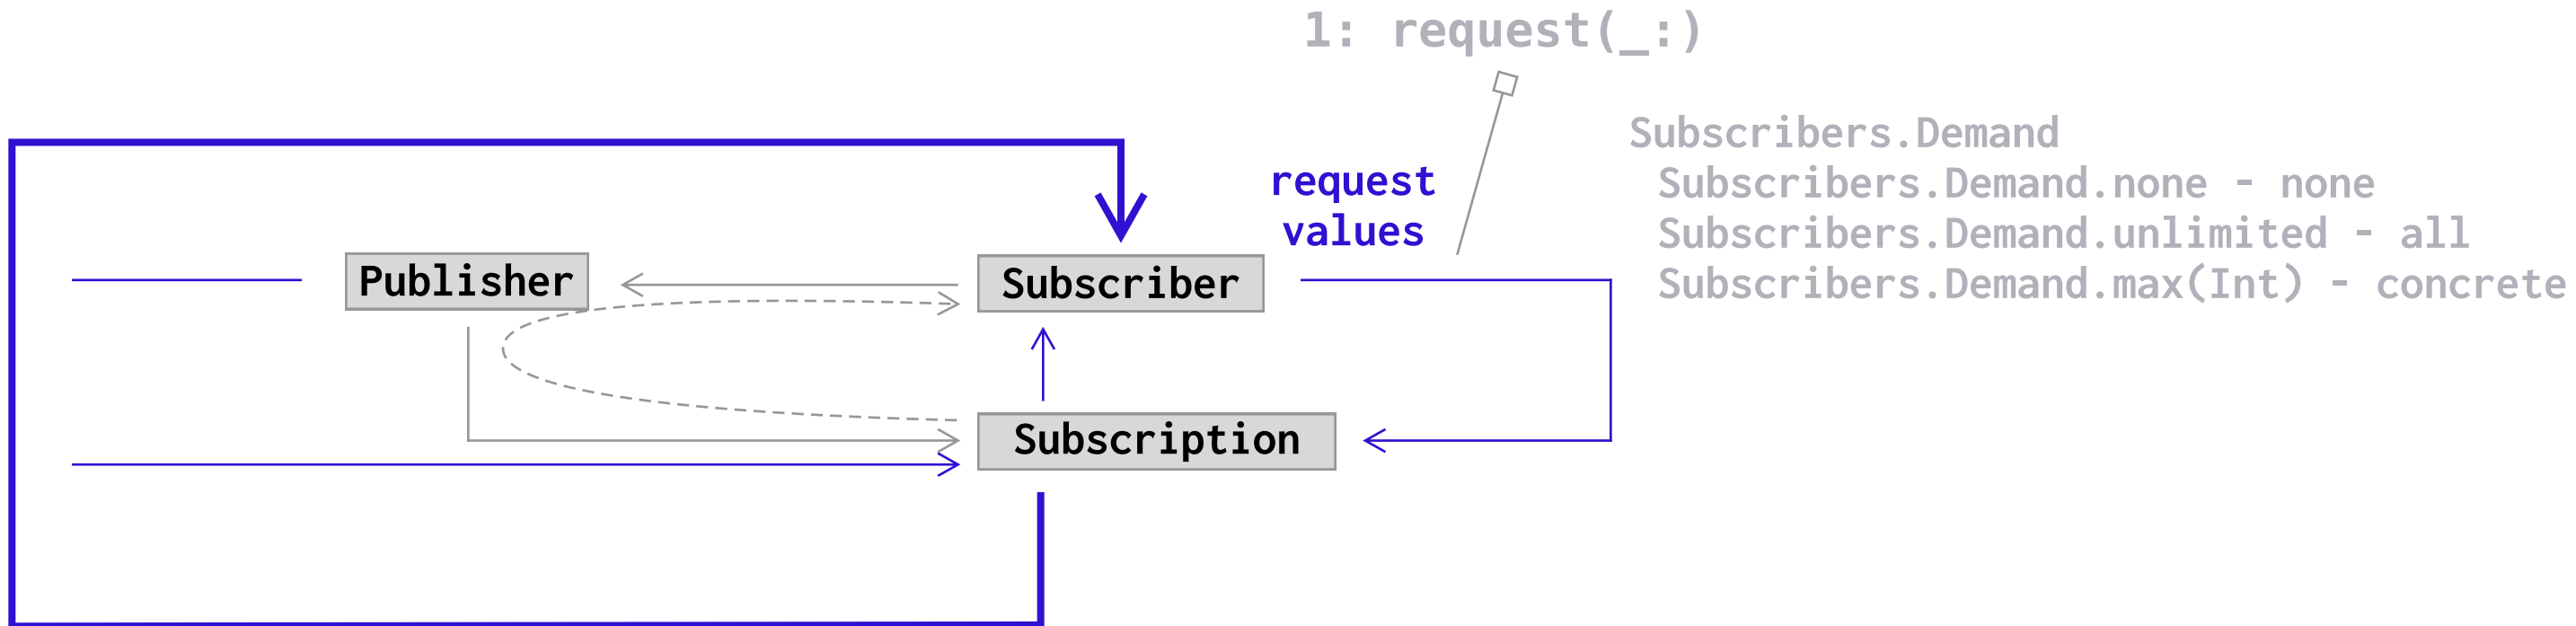 1: request(_:)
Subscribers.Demand
Subscribers.Demand.none - none
Subscribers.Demand.unlimited - all
Subscribers.Demand.max(Int) - concrete
request
values
Publisher
Subscriber
Subscription